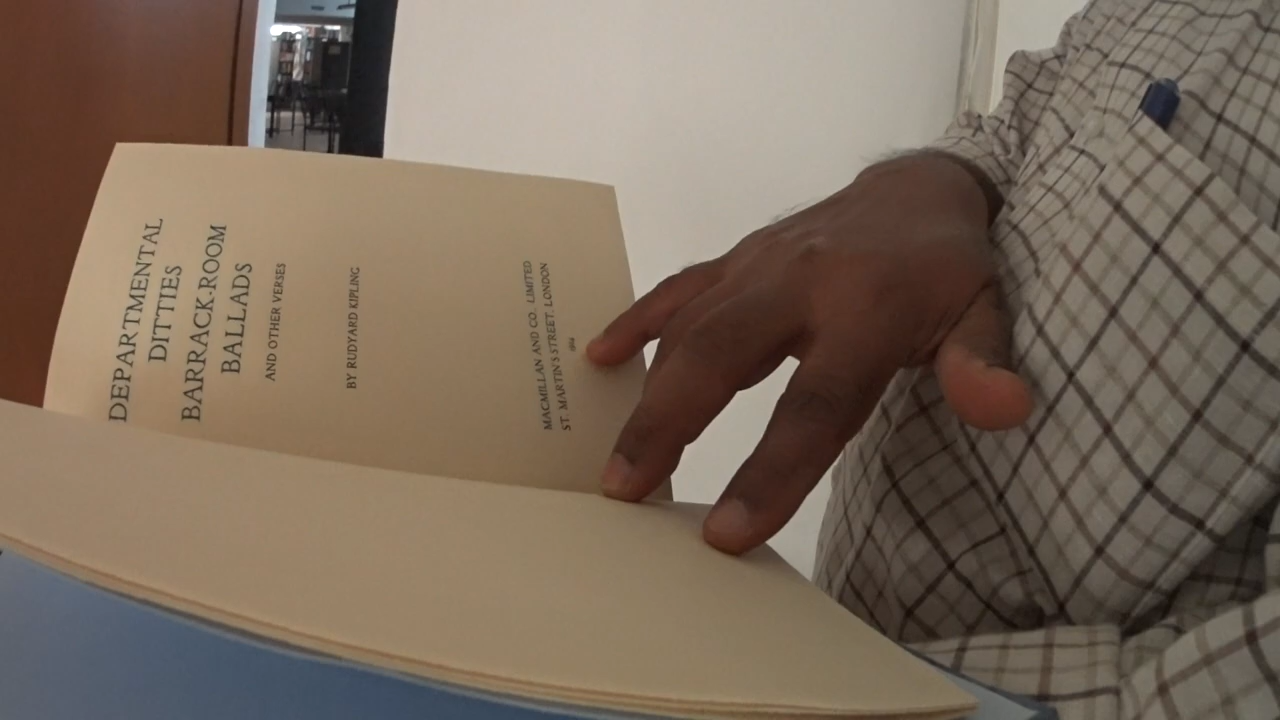 DEPARTMENTAL
DITTIES
BARRACK-ROOM
BALLADS
AND OTHER VERSES
BY RUDYARD KIPLING
MACMILLAN AND CO. LIMITED
ST. MARTIN'S STREET, LONDON